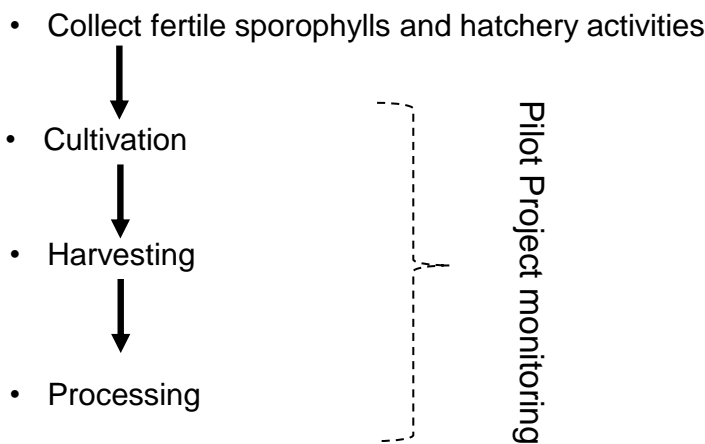 • Collect fertile sporophylls and hatchery activities
• Cultivation
• Harvesting
• Processing
Pilot Project monitoring